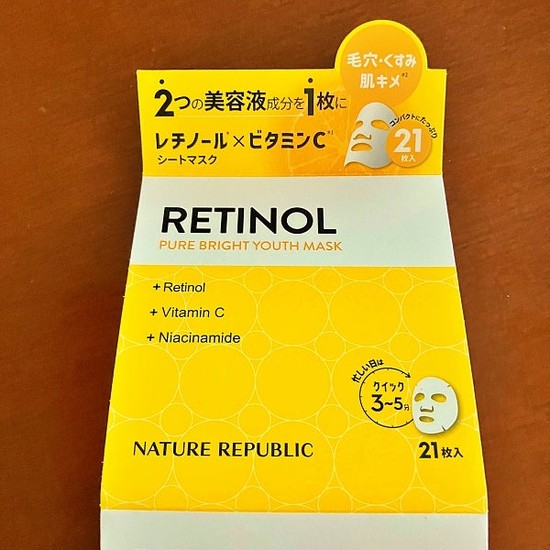 毛穴・くすみ
肌キメ※2
2つの美容液成分を1枚に
レチノール*×ビタミンC※1
シートマスク
コンパクトにたっぷり
21
枚入
RETINOL
PURE BRIGHT YOUTH MASK
+ Retinol
+ Vitamin C
+ Niacinamide
忙しい日は
クイック
3~5分
21枚入
NATURE REPUBLIC